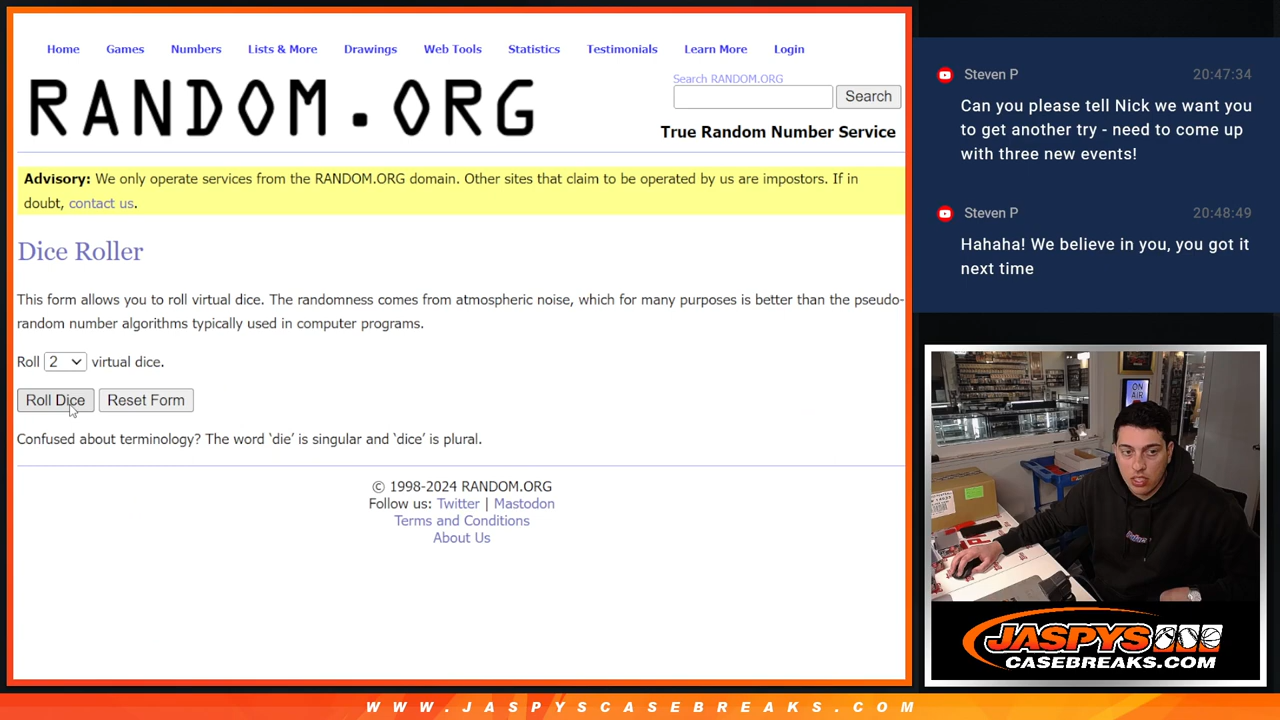 Home Games Numbers Lists & More Drawings Web Tools Statistics Testimonials Learn More Login
RANDOM.ORG
Search RANDOM.ORG
Search
True Random Number Service
Advisory: We only operate services from the RANDOM.ORG domain. Other sites that claim to be operated by us are impostors. If in
doubt, contact us.
Dice Roller
This form allows you to roll virtual dice. The randomness comes from atmospheric noise, which for many purposes is better than the pseudo-
random number algorithms typically used in computer programs.
Roll 2 virtual dice.
Roll Dice Reset Form
Confused about terminology? The word ‘die’ is singular and ‘dice’ is plural.
© 1998-2024 RANDOM.ORG
Follow us: Twitter | Mastodon
Terms and Conditions
About Us
Steven P 20:47:34
Can you please tell Nick we want you
to get another try - need to come up
with three new events!
Steven P 20:48:49
Hahaha! We believe in you, you got it
next time
ON
AIR
JASPYS
CASEBREAKS.COM
WWW.JASPYSCASEBREAKS.COM